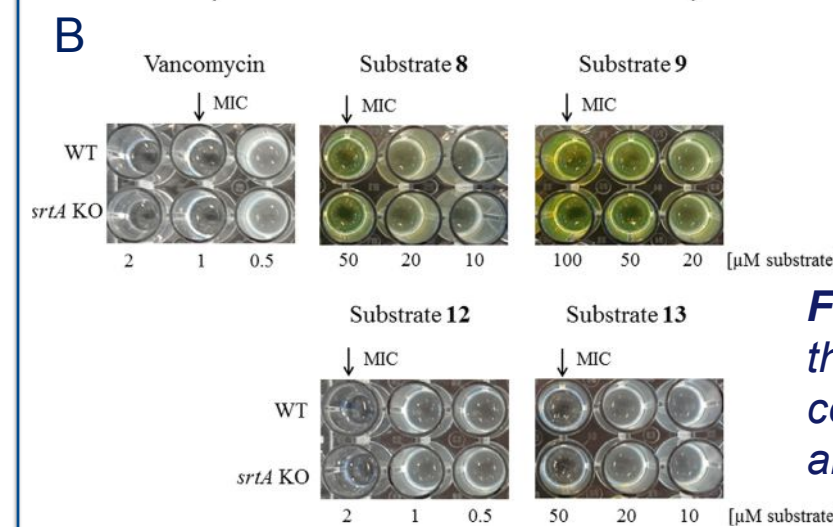 B
Vancomycin
Substrate 8
Substrate 9
MIC
MIC
MIC
WT
srtA KO
2 1 0.5
50 20 10
100 50 20
[µM substrate
Substrate 12
Substrate 13
MIC
MIC
WT
srtA KO
2 1 0.5
50 20 10
[µM substrate